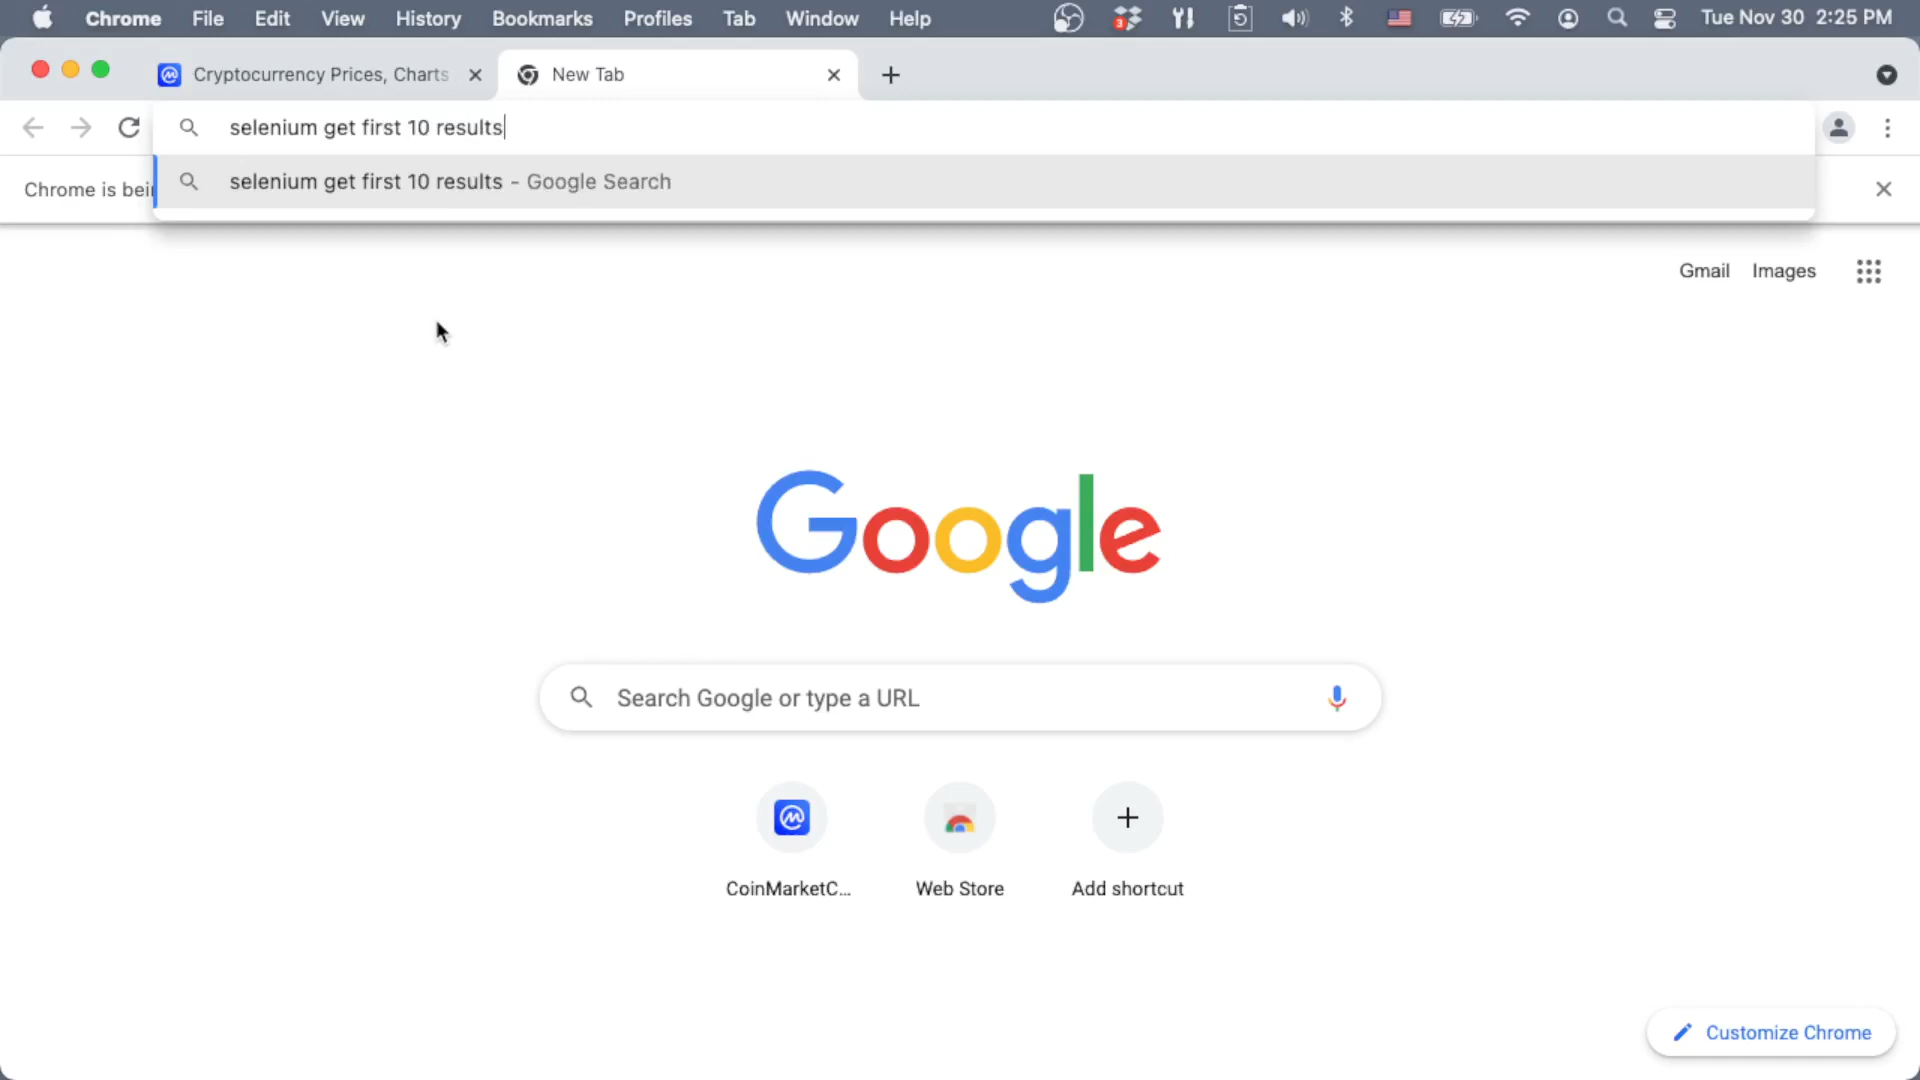 Chrome File Edit View History Bookmarks Profiles Tab Window Help 3 Tue Nov 30 2:25 PM
Cryptocurrency Prices, Charts New Tab
selenium get first 10 results
selenium get first 10 results - Google Search
Chrome is bei
Gmail Images
Google
Search Google or type a URL
CoinMarketC... Web Store Add shortcut
Customize Chrome